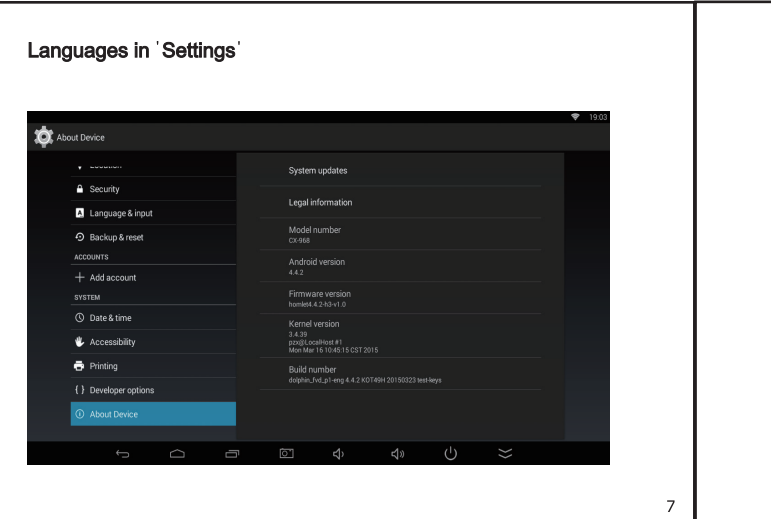 Languages in 'Settings'
19:03
About Device
Security
Language & input
Backup & reset
ACCOUNTS
Add account
SYSTEM
Date & time
Accessibility
Printing
Developer options
About Device
System updates
Legal information
Model number
CX-968
Android version
4.4.2
Firmware version
homlet4.4.2-h3-v1.0
Kernel version
3.4.39
pzx@LocalHost #1
Mon Mar 16 10:45:15 CST 2015
Build number
dolphin_fvd_p1-eng 4.4.2 KOT49H 20150323 test-keys
7